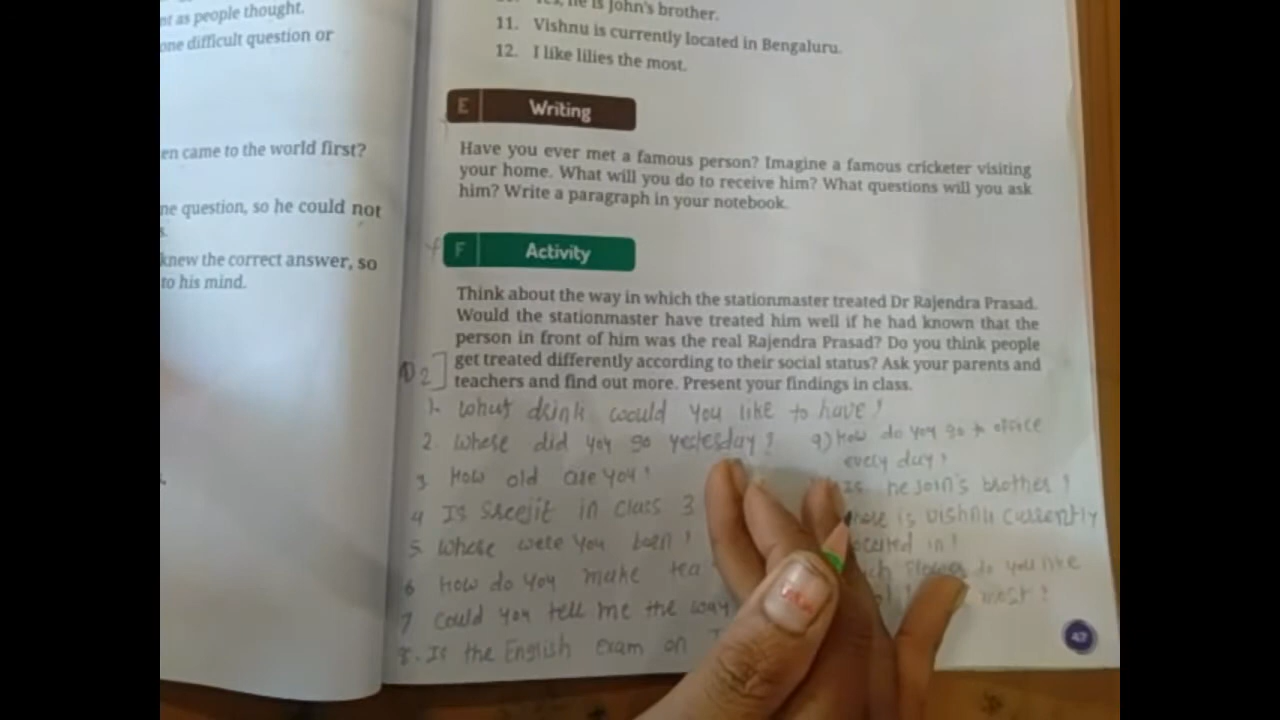 nt as people thought.
one difficult question or
en came to the world first?
ne question, so he could not
s.
knew the correct answer, so
to his mind.
he is John's brother.
11. Vishnu is currently located in Bengaluru.
12. I like lilies the most.
E Writing
Have you ever met a famous person? Imagine a famous cricketer visiting
your home. What will you do to receive him? What questions will you ask
him? Write a paragraph in your notebook.
F Activity
Think about the way in which the stationmaster treated Dr Rajendra Prasad.
Would the stationmaster have treated him well if he had known that the
person in front of him was the real Rajendra Prasad? Do you think people
get treated differently according to their social status? Ask your parents and
teachers and find out more. Present your findings in class.
1. What drink would you like to have?
2. Where did you go yesterday?
3 How old are you?
4 Is Sreejit in class 3
5. Where were you born?
6 How do you make tea
7 Could you tell me the way
8. Is the English exam on
9) How do you go to office
every day?
Is he Join's brother?
is vishnu currently
located in?
do you like
most?
47